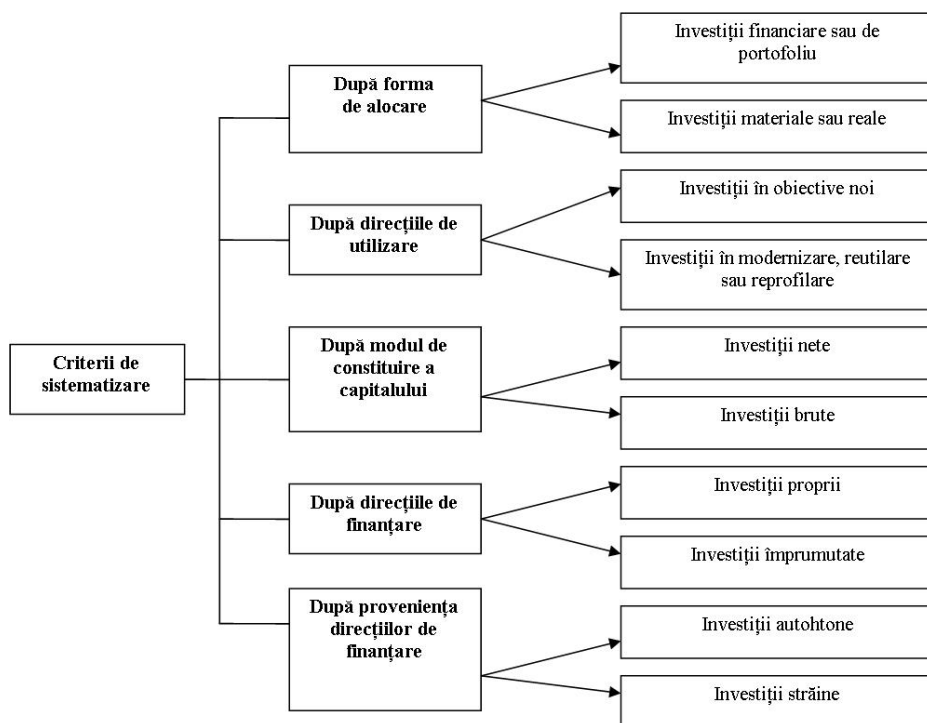 Criterii de
sistematizare
După forma
de alocare
Investiții financiare sau de
portofoliu
Investiții materiale sau reale
După direcțiile de
utilizare
Investiții în obiective noi
Investiții în modernizare, reutilare
sau reprofilare
După modul de
constituire a
capitalului
Investiții nete
Investiții brute
După direcțiile de
finanțare
Investiții proprii
Investiții împrumutate
După proveniența
direcțiilor de
finanțare
Investiții autohtone
Investiții străine